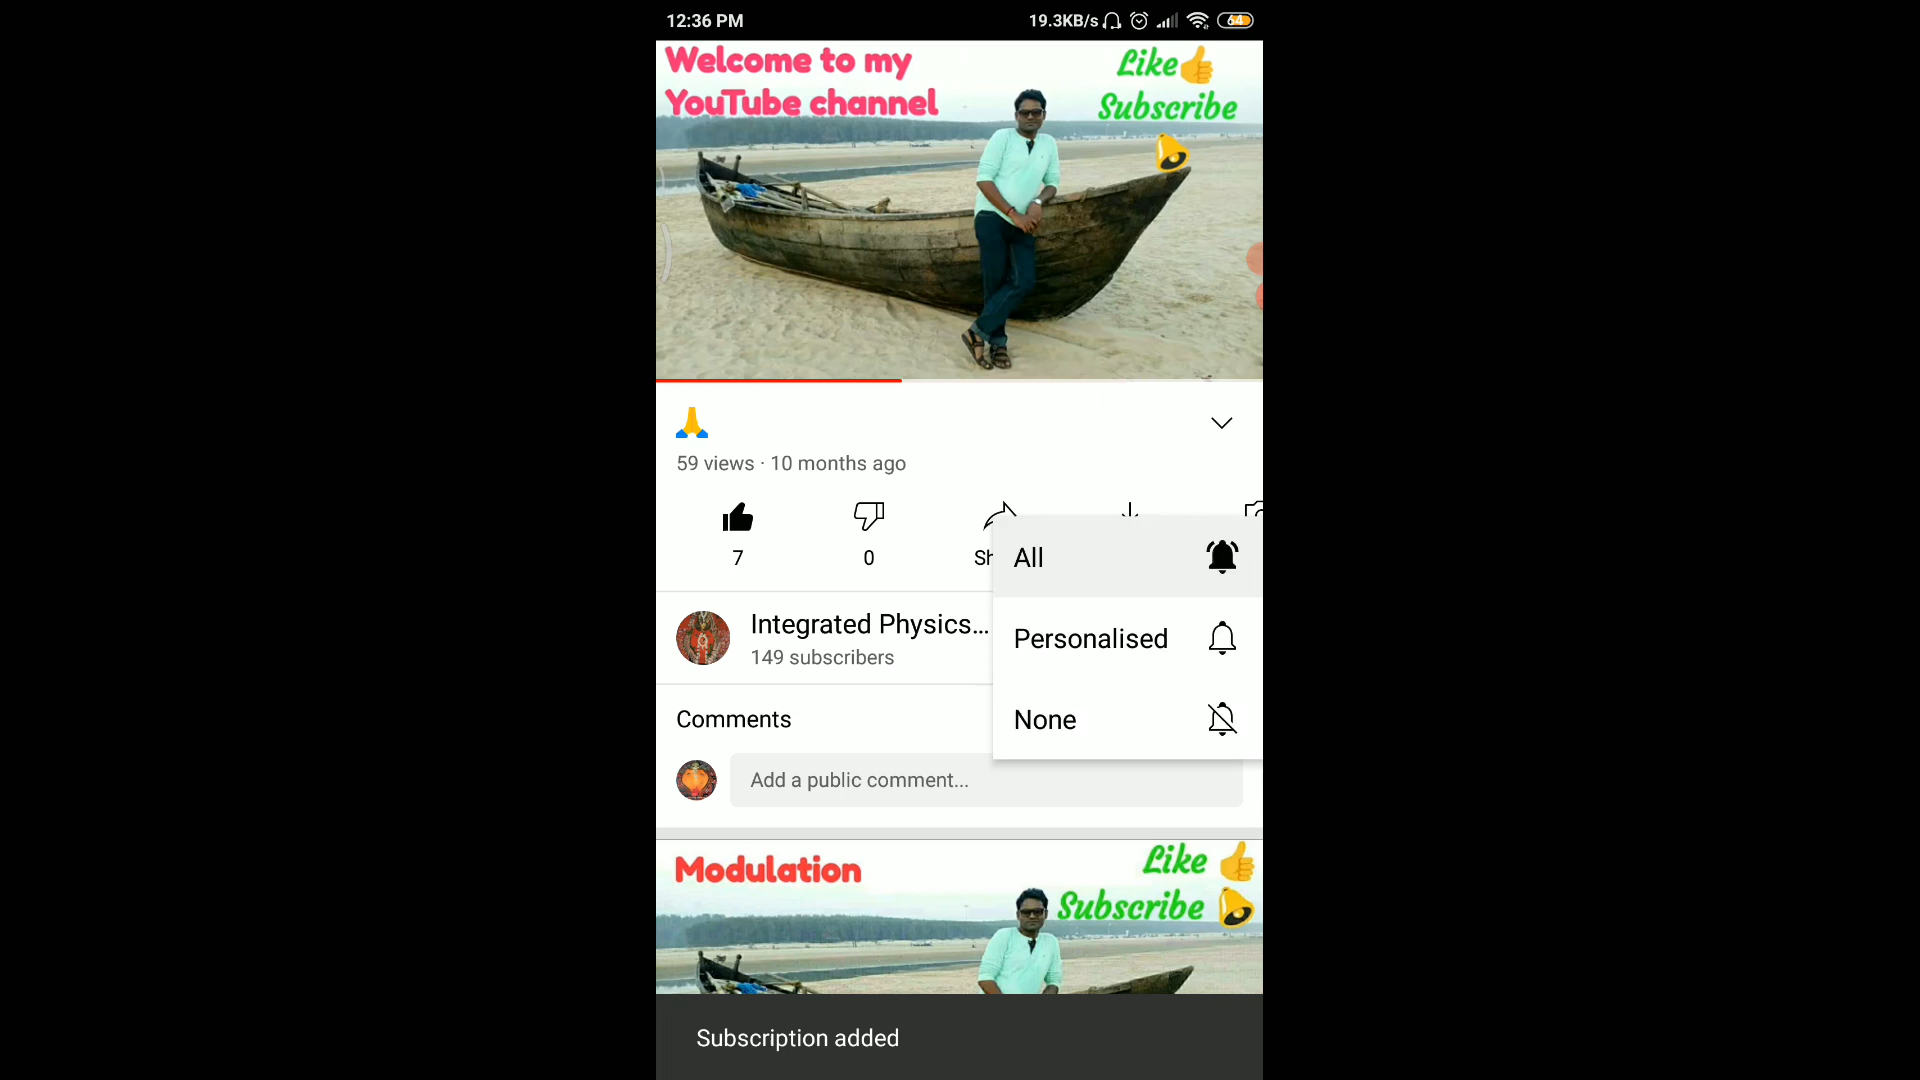 12:36 PM
19.3KB/s
64
Welcome to my
YouTube channel
Like
Subscribe
59 views · 10 months ago
7
0
Sh
All
Integrated Physics...
149 subscribers
Personalised
Comments
None
Add a public comment...
Modulation
Like
Subscribe
Subscription added